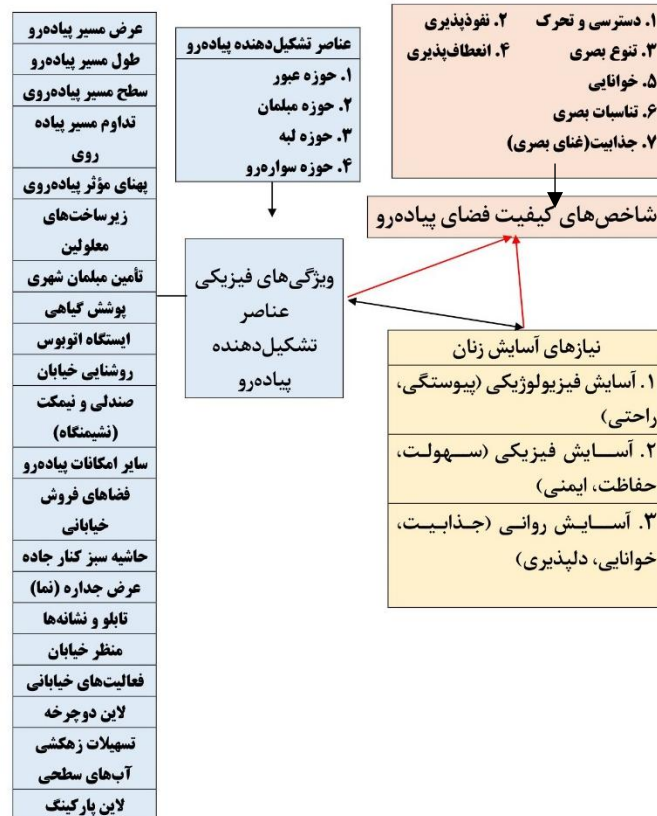 ۱. دسترسی و تحرک ۲. نفوذپذیری
۳. تنوع بصری ۴. انعطاف‌پذیری
۵. خوانایی
۶. تناسبات بصری
۷. جذابیت(غنای بصری)
شاخص‌های کیفیت فضای پیاده‌رو
نیازهای آسایش زنان
۱. آسایش فیزیولوژیکی (پیوستگی،
راحتی)
۲. آسایش فیزیکی (سهولت،
حفاظت، ایمنی)
۳. آسایش روانی (جذابیت،
خوانایی، دلپذیری)
عناصر تشکیل‌دهنده پیاده‌رو
۱. حوزه عبور
۲. حوزه مبلمان
۳. حوزه لبه
۴. حوزه سواره‌رو
ویژگی‌های فیزیکی
عناصر
تشکیل‌دهنده
پیاده‌رو
عرض مسیر پیاده‌رو
طول مسیر پیاده‌رو
سطح مسیر پیاده‌روی
تداوم مسیر پیاده
روی
پهنای مؤثر پیاده‌روی
زیرساخت‌های
معلولین
تأمین مبلمان شهری
پوشش گیاهی
ایستگاه اتوبوس
روشنایی خیابان
صندلی و نیمکت
(نشیمنگاه)
سایر امکانات پیاده‌رو
فضاهای فروش
خیابانی
حاشیه سبز کنار جاده
عرض جداره (نما)
تابلو و نشانه‌ها
منظر خیابان
فعالیت‌های خیابانی
لاین دوچرخه
تسهیلات زهکشی
آب‌های سطحی
لاین پارکینگ